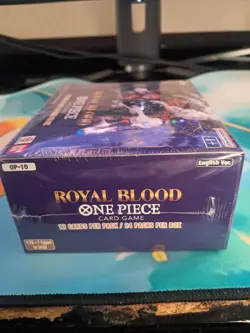 OP-10
English Ver.
ROYAL BLOOD
ONE PIECE
CARD GAME
12 CARDS PER PACK / 24 PACKS PER BOX